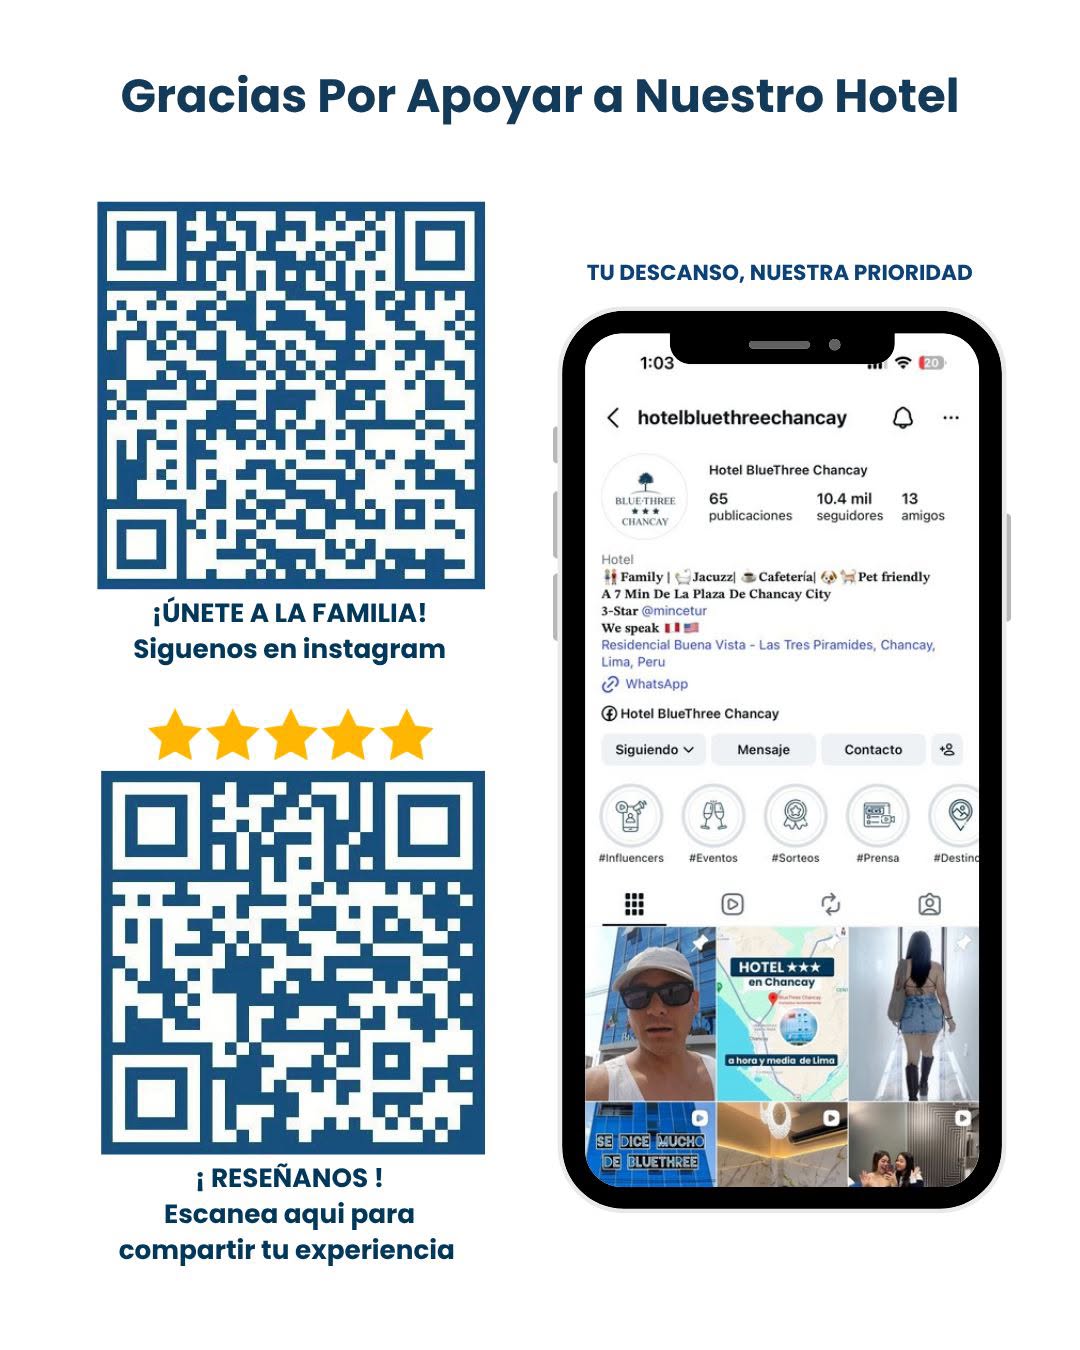 Gracias Por Apoyar a Nuestro Hotel
¡ÚNETE A LA FAMILIA!
Siguenos en instagram
¡ RESEÑANOS !
Escanea aqui para
compartir tu experiencia
TU DESCANSO, NUESTRA PRIORIDAD
1:03
20
hotelbluethreechancay
BLUE·THREE
CHANCAY
Hotel BlueThree Chancay
65 10.4 mil 13
publicaciones seguidores amigos
Hotel
Family | Jacuzz| Cafetería| Pet friendly
A 7 Min De La Plaza De Chancay City
3-Star @mincetur
We speak
Residencial Buena Vista - Las Tres Piramides, Chancay,
Lima, Peru
WhatsApp
Hotel BlueThree Chancay
Siguiendo Mensaje Contacto
NEWS
#Influencers #Eventos #Sorteos #Prensa #Destinc
HOTEL ★★★
en Chancay
BlueThree Chancay
a hora y media de Lima
SE DICE MUCHO
DE BLUETHREE